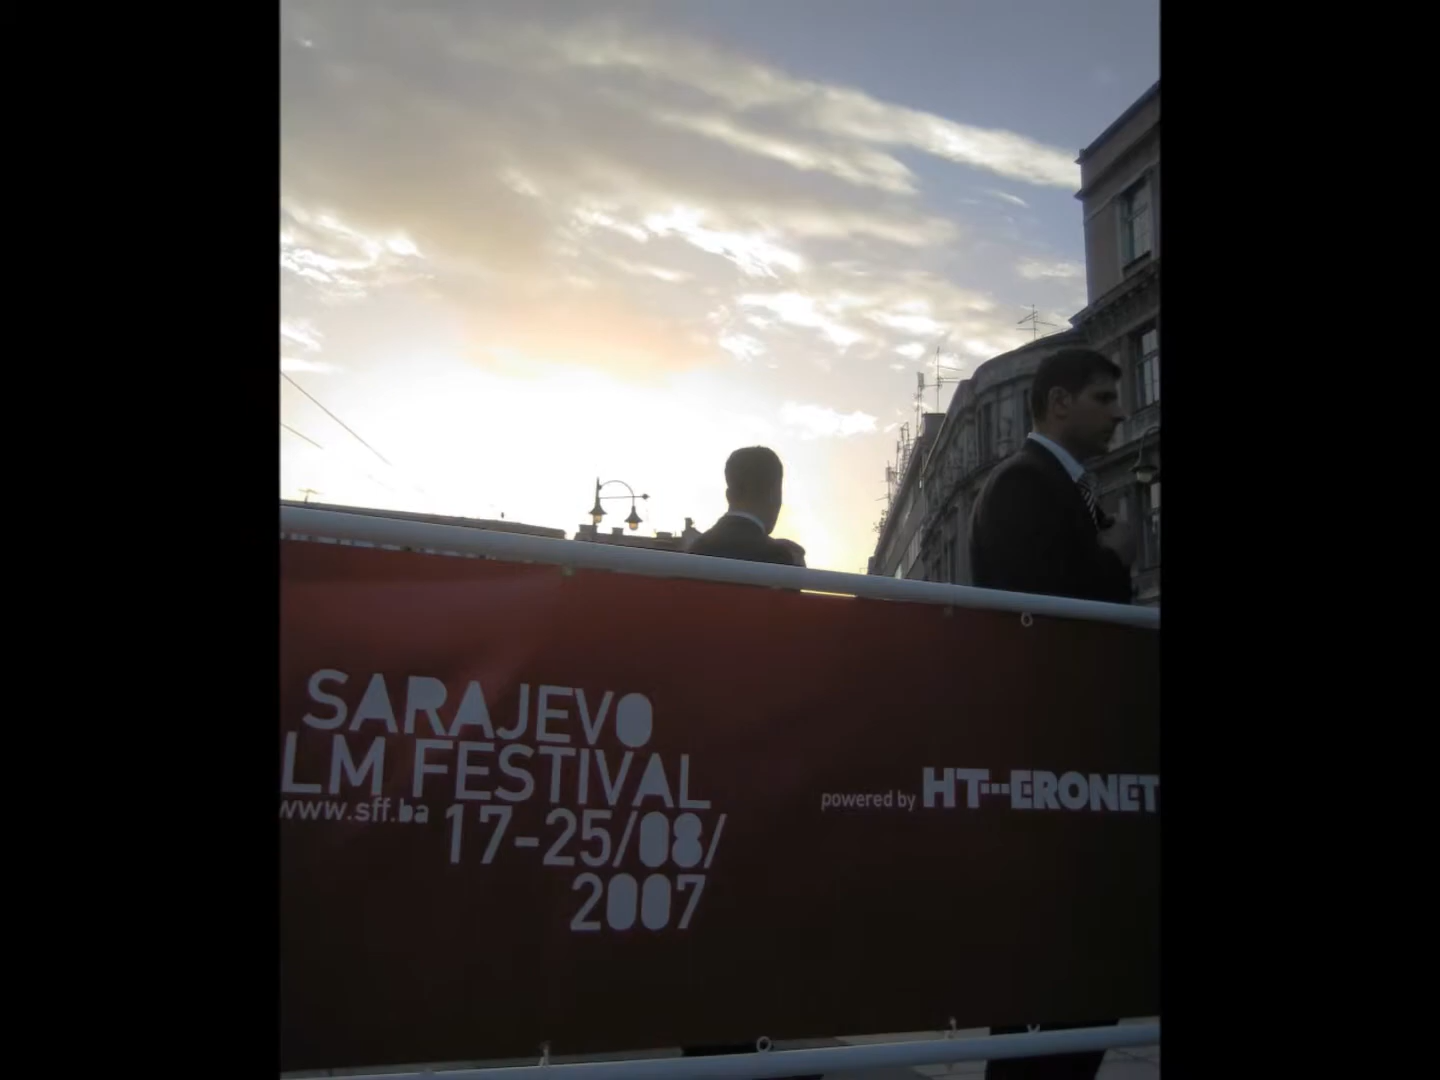 SARAJEVO
LM FESTIVAL
www.sff.ba 17-25/08/
2007
powered by HT---ERONET